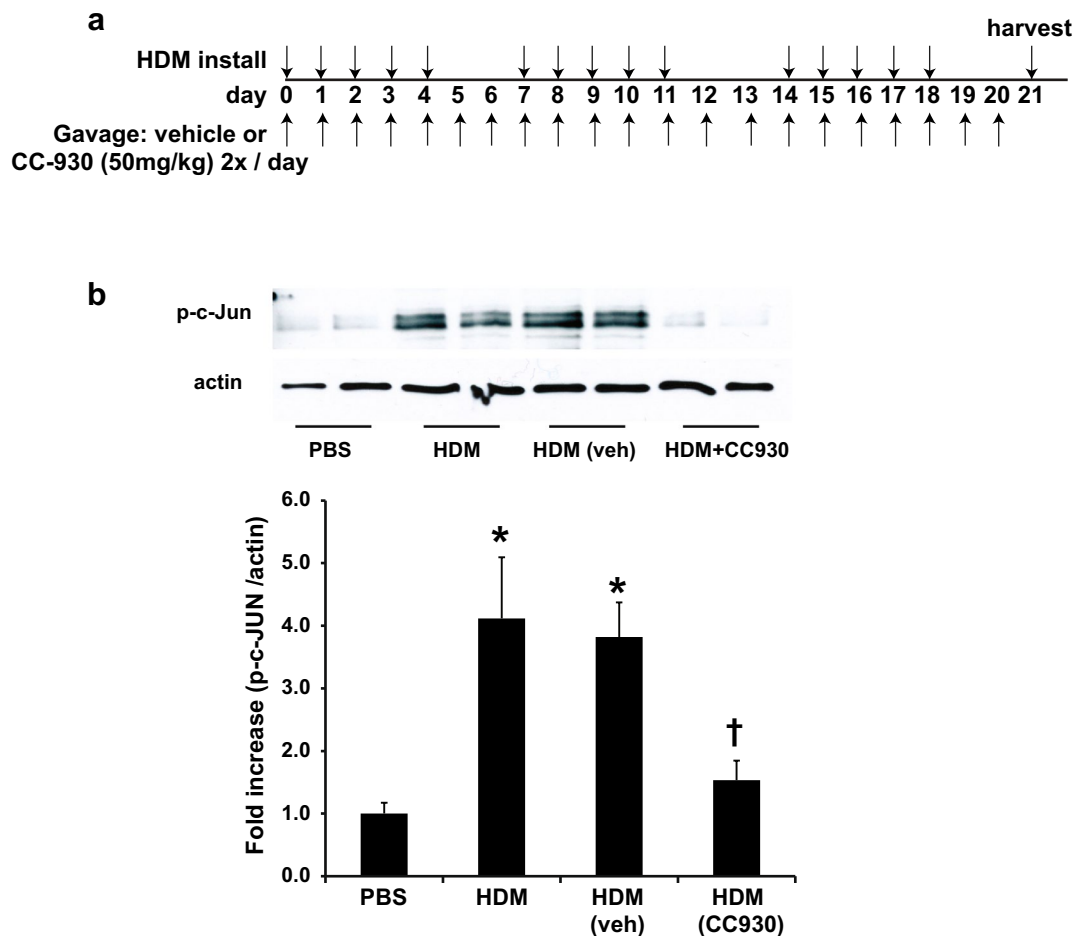 a
harvest
HDM install
day 0 1 2 3 4 5 6 7 8 9 10 11 12 13 14 15 16 17 18 19 20 21
Gavage: vehicle or
CC-930 (50mg/kg) 2x / day
b
p-c-Jun
actin
PBS HDM HDM (veh) HDM+CC930
Fold increase (p-c-JUN /actin)
6.0
5.0
4.0
3.0
2.0
1.0
0.0
*
*
†
PBS HDM HDM HDM
(veh) (CC930)